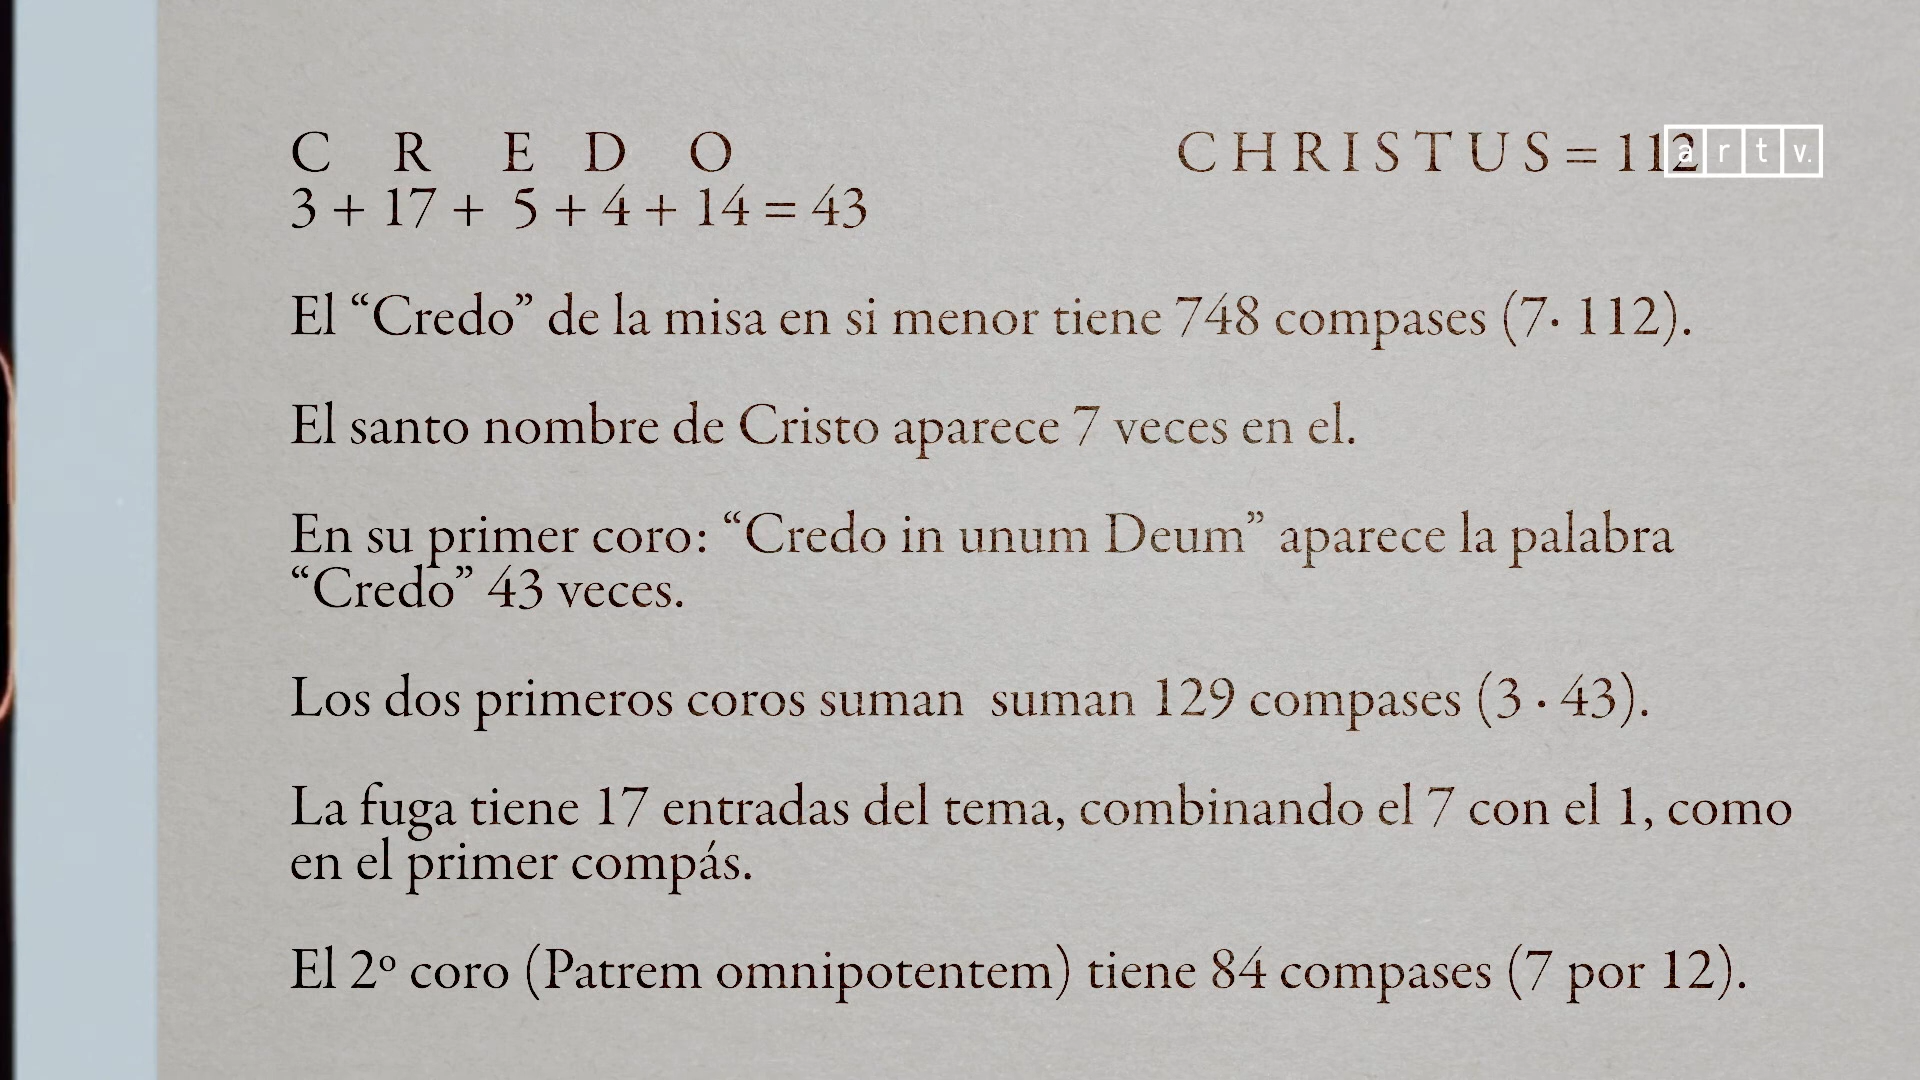 C R E D O
3 + 17 + 5 + 4 + 14 = 43
CHRISTUS = 112
artv.
El “Credo” de la misa en si menor tiene 748 compases (7· 112).
El santo nombre de Cristo aparece 7 veces en el.
En su primer coro: “Credo in unum Deum” aparece la palabra
“Credo” 43 veces.
Los dos primeros coros suman suman 129 compases (3 · 43).
La fuga tiene 17 entradas del tema, combinando el 7 con el 1, como
en el primer compás.
El 2º coro (Patrem omnipotentem) tiene 84 compases (7 por 12).